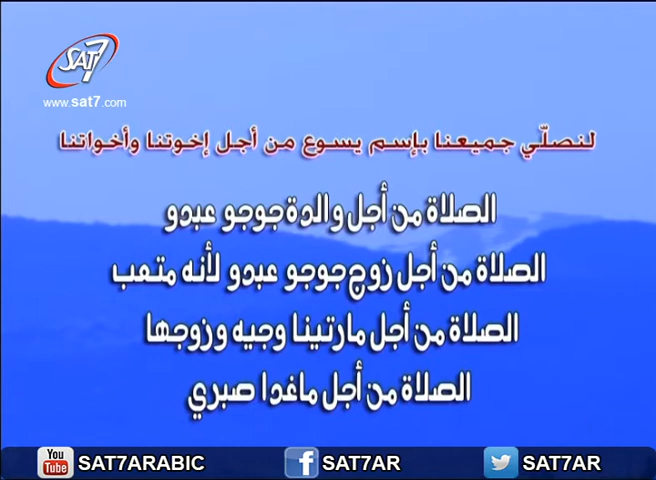 SAT7
www.sat7.com
لنصلّي جميعنا بإسم يسوع من أجل إخوتنا وأخواتنا
الصلاة من أجل والدة جوجو عبدو
الصلاة من أجل زوج جوجو عبدو لأنه متعب
الصلاة من أجل مارتينا وجيه وزوجها
الصلاة من أجل ماغدا صبري
You Tube SAT7ARABIC f SAT7AR SAT7AR